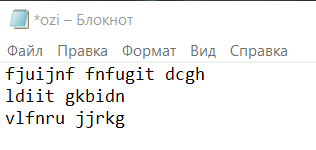 *ozi – Блокнот
Файл Правка Формат Вид Справка
fjuijnf fnfugit dcgh
ldiit gkbidn
vlfnru jjrkg